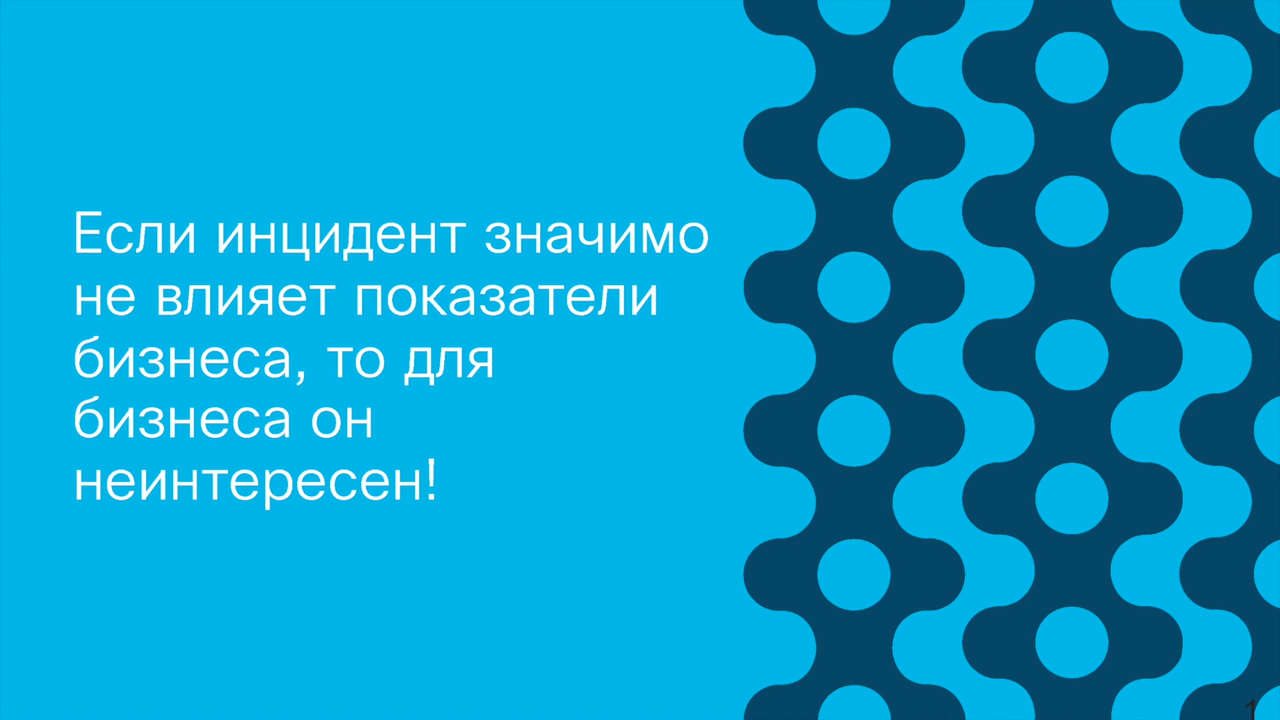 Если инцидент значимо
не влияет показатели
бизнеса, то для
бизнеса он
неинтересен!